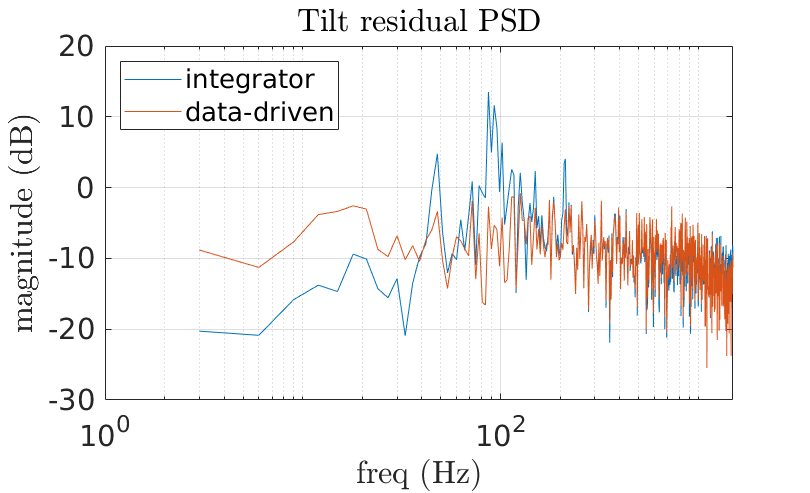 Tilt residual PSD
20
10
0
-10
-20
-30
magnitude (dB)
integrator
data-driven
10^0
10^2
freq (Hz)